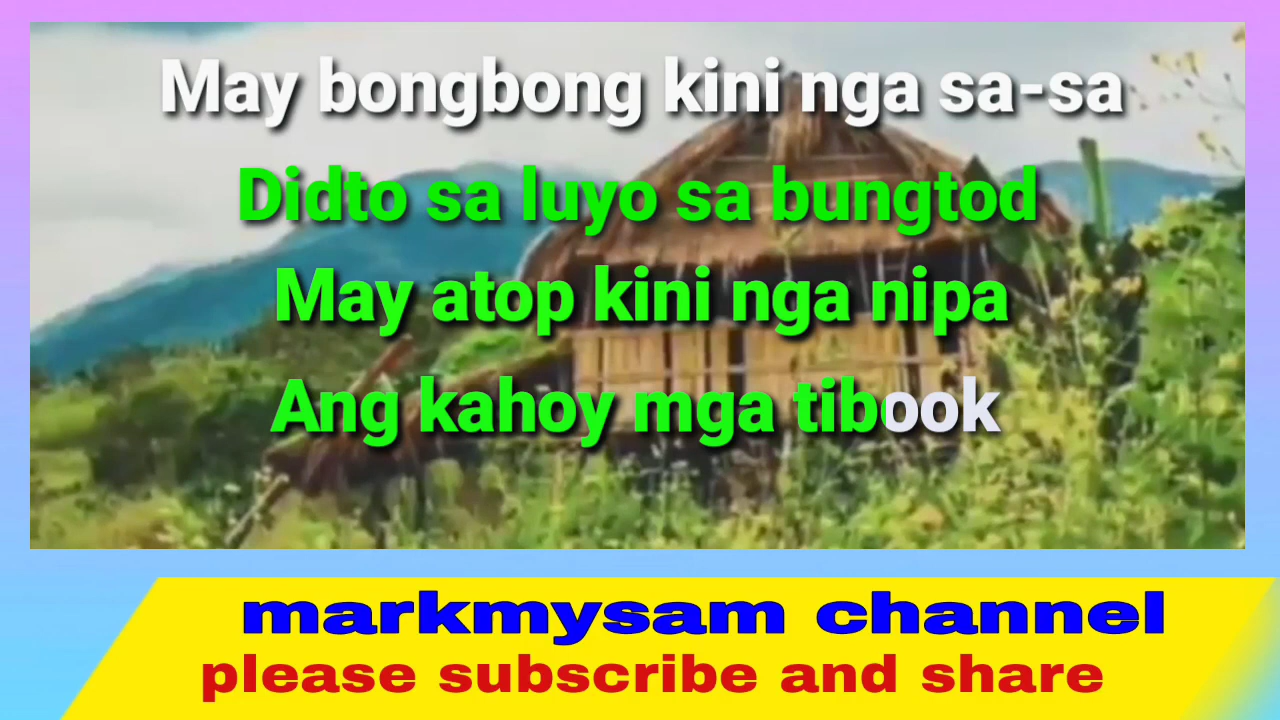 May bongbong kini nga sa-sa
Didto sa luyo sa bungtod
May atop kini nga nipa
Ang kahoy mga tibook
markmysam channel
please subscribe and share